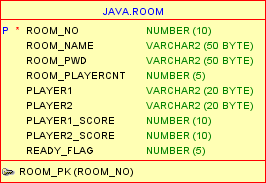 JAVA.ROOM
P * ROOM_NO NUMBER (10)
ROOM_NAME VARCHAR2 (50 BYTE)
ROOM_PWD VARCHAR2 (50 BYTE)
ROOM_PLAYERCNT NUMBER (5)
PLAYER1 VARCHAR2 (20 BYTE)
PLAYER2 VARCHAR2 (20 BYTE)
PLAYER1_SCORE NUMBER (10)
PLAYER2_SCORE NUMBER (10)
READY_FLAG NUMBER (5)
ROOM_PK (ROOM_NO)